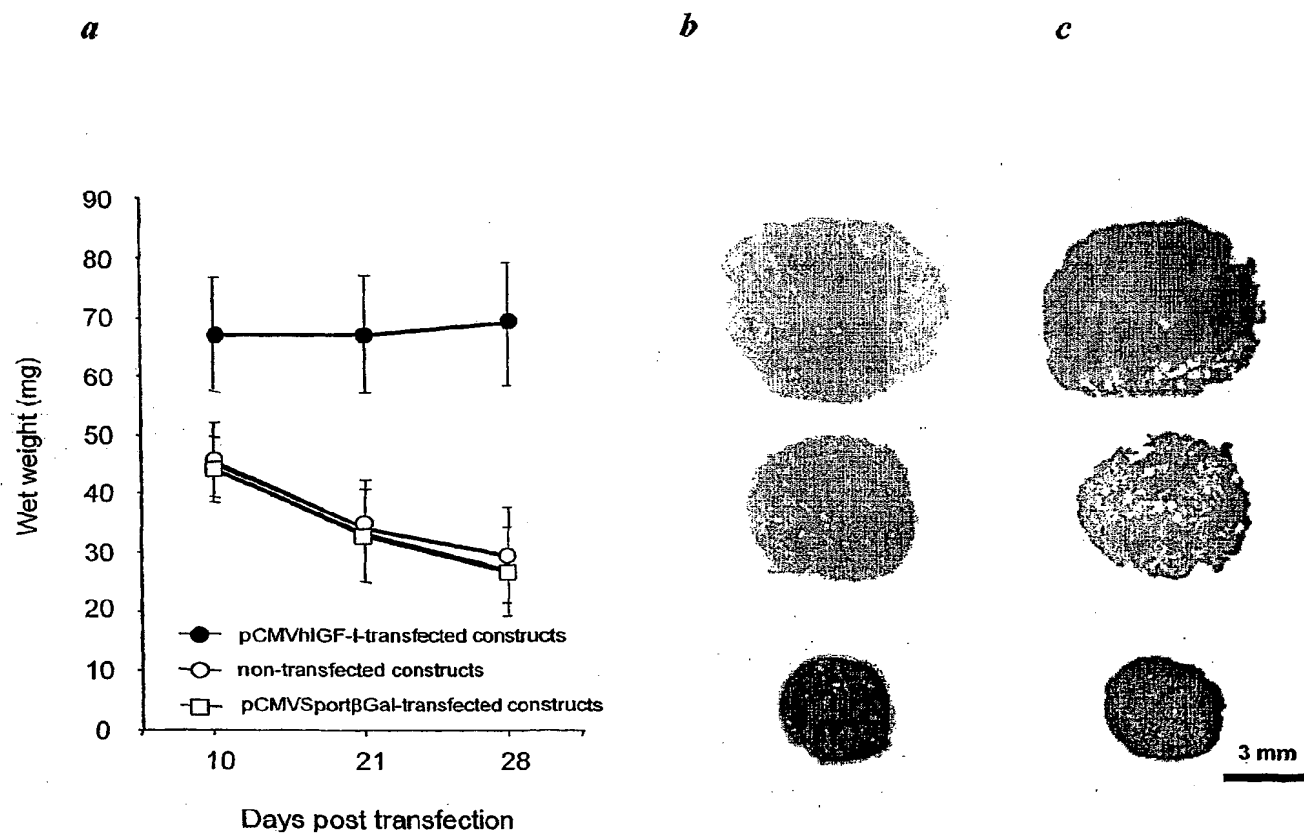 a
b
c
90
80
70
60
50
40
30
20
10
0
Wet weight (mg)
pCMVhIGF-I-transfected constructs
non-transfected constructs
pCMVSportβGal-transfected constructs
10 21 28
Days post transfection
3 mm